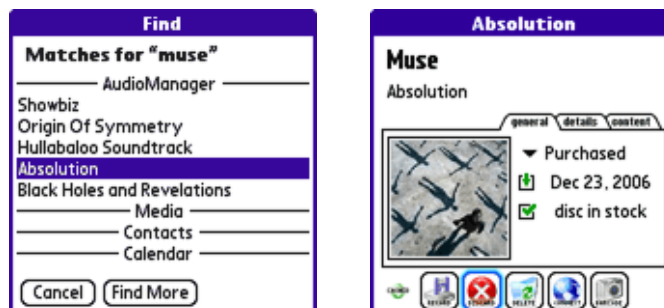 Find
Matches for "muse"
AudioManager
Showbiz
Origin Of Symmetry
Hullabaloo Soundtrack
Absolution
Black Holes and Revelations
Media
Contacts
Calendar
Cancel
Find More
Absolution
Muse
Absolution
general details content
Purchased
Dec 23, 2006
disc in stock
DELETE